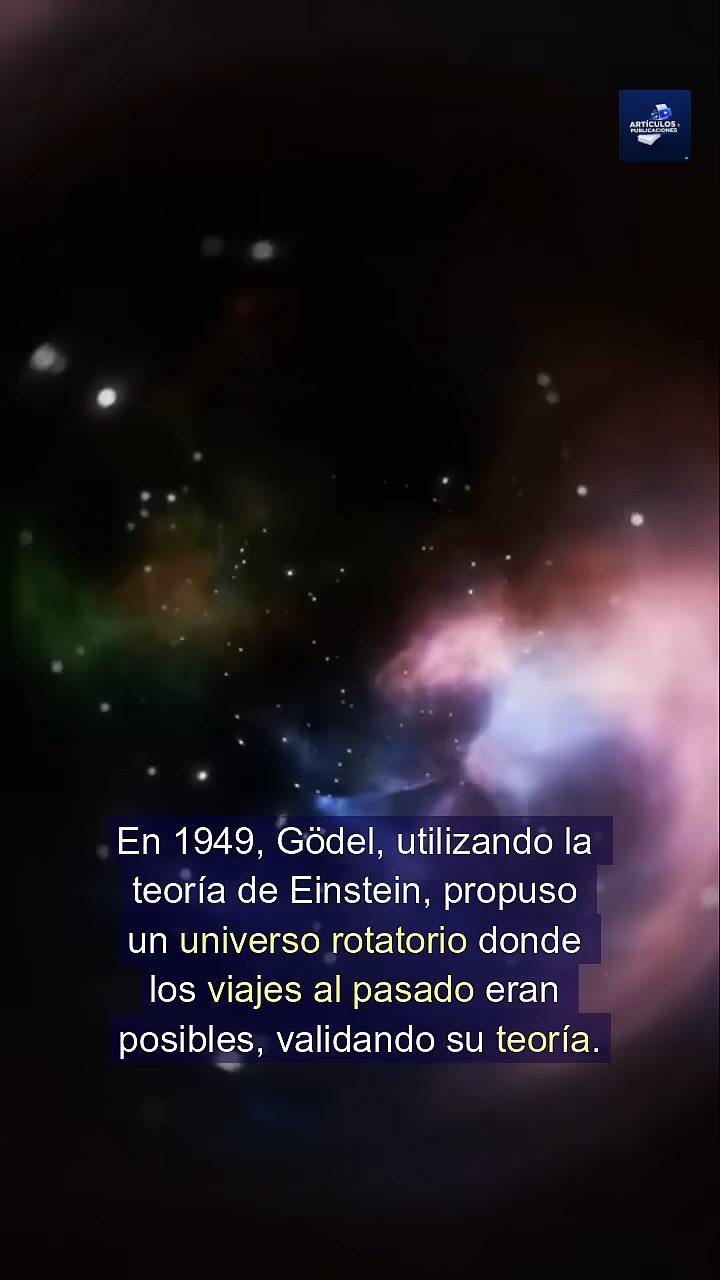 ARTÍCULOS Y
PUBLICACIONES
En 1949, Gödel, utilizando la
teoría de Einstein, propuso
un universo rotatorio donde
los viajes al pasado eran
posibles, validando su teoría.